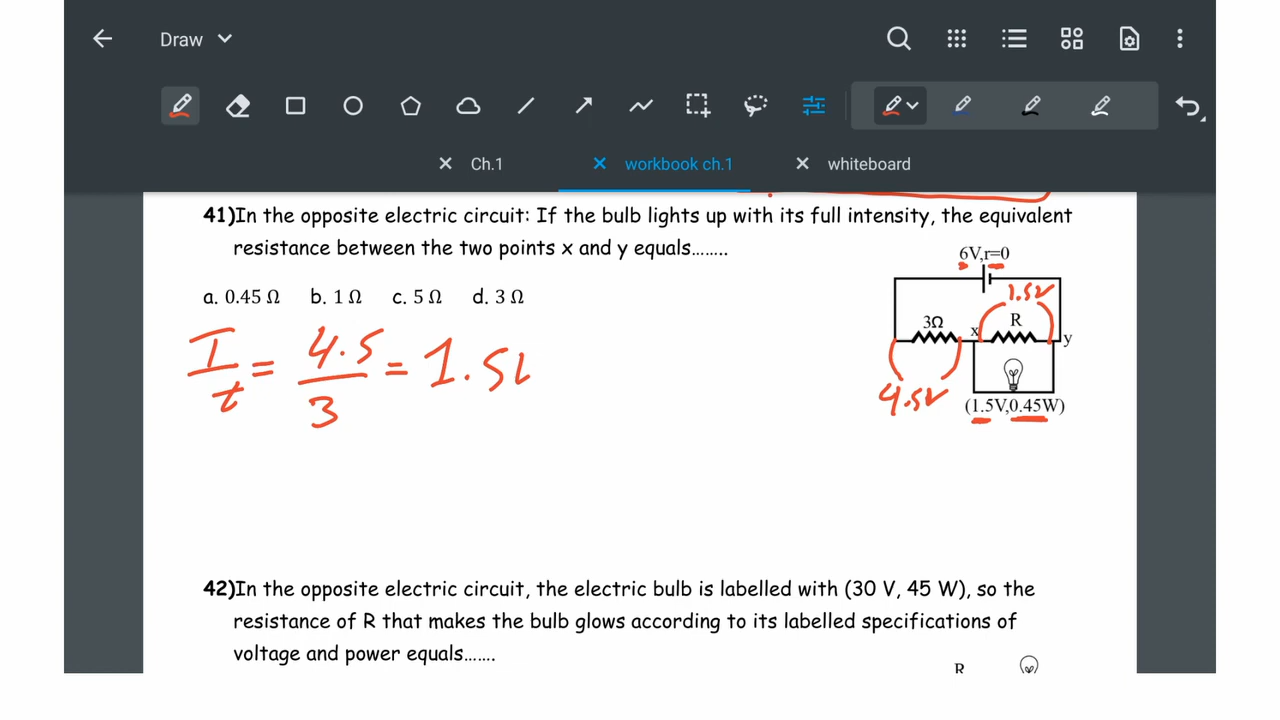 Draw
Ch.1
workbook ch.1
whiteboard
41)In the opposite electric circuit: If the bulb lights up with its full intensity, the equivalent
resistance between the two points x and y equals........
a. 0.45 Ω b. 1 Ω c. 5 Ω d. 3 Ω
6V,r=0
1.5V
3Ω
x
R
y
4.5V
(1.5V,0.45W)
It = 4.5/3 = 1.5
42)In the opposite electric circuit, the electric bulb is labelled with (30 V, 45 W), so the
resistance of R that makes the bulb glows according to its labelled specifications of
voltage and power equals.......
R